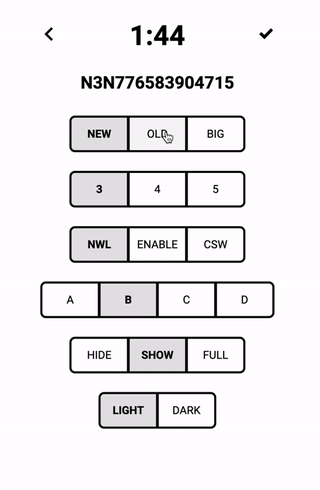 1:44
N3N776583904715
NEW OLD BIG
3 4 5
NWL ENABLE CSW
A B C D
HIDE SHOW FULL
LIGHT DARK